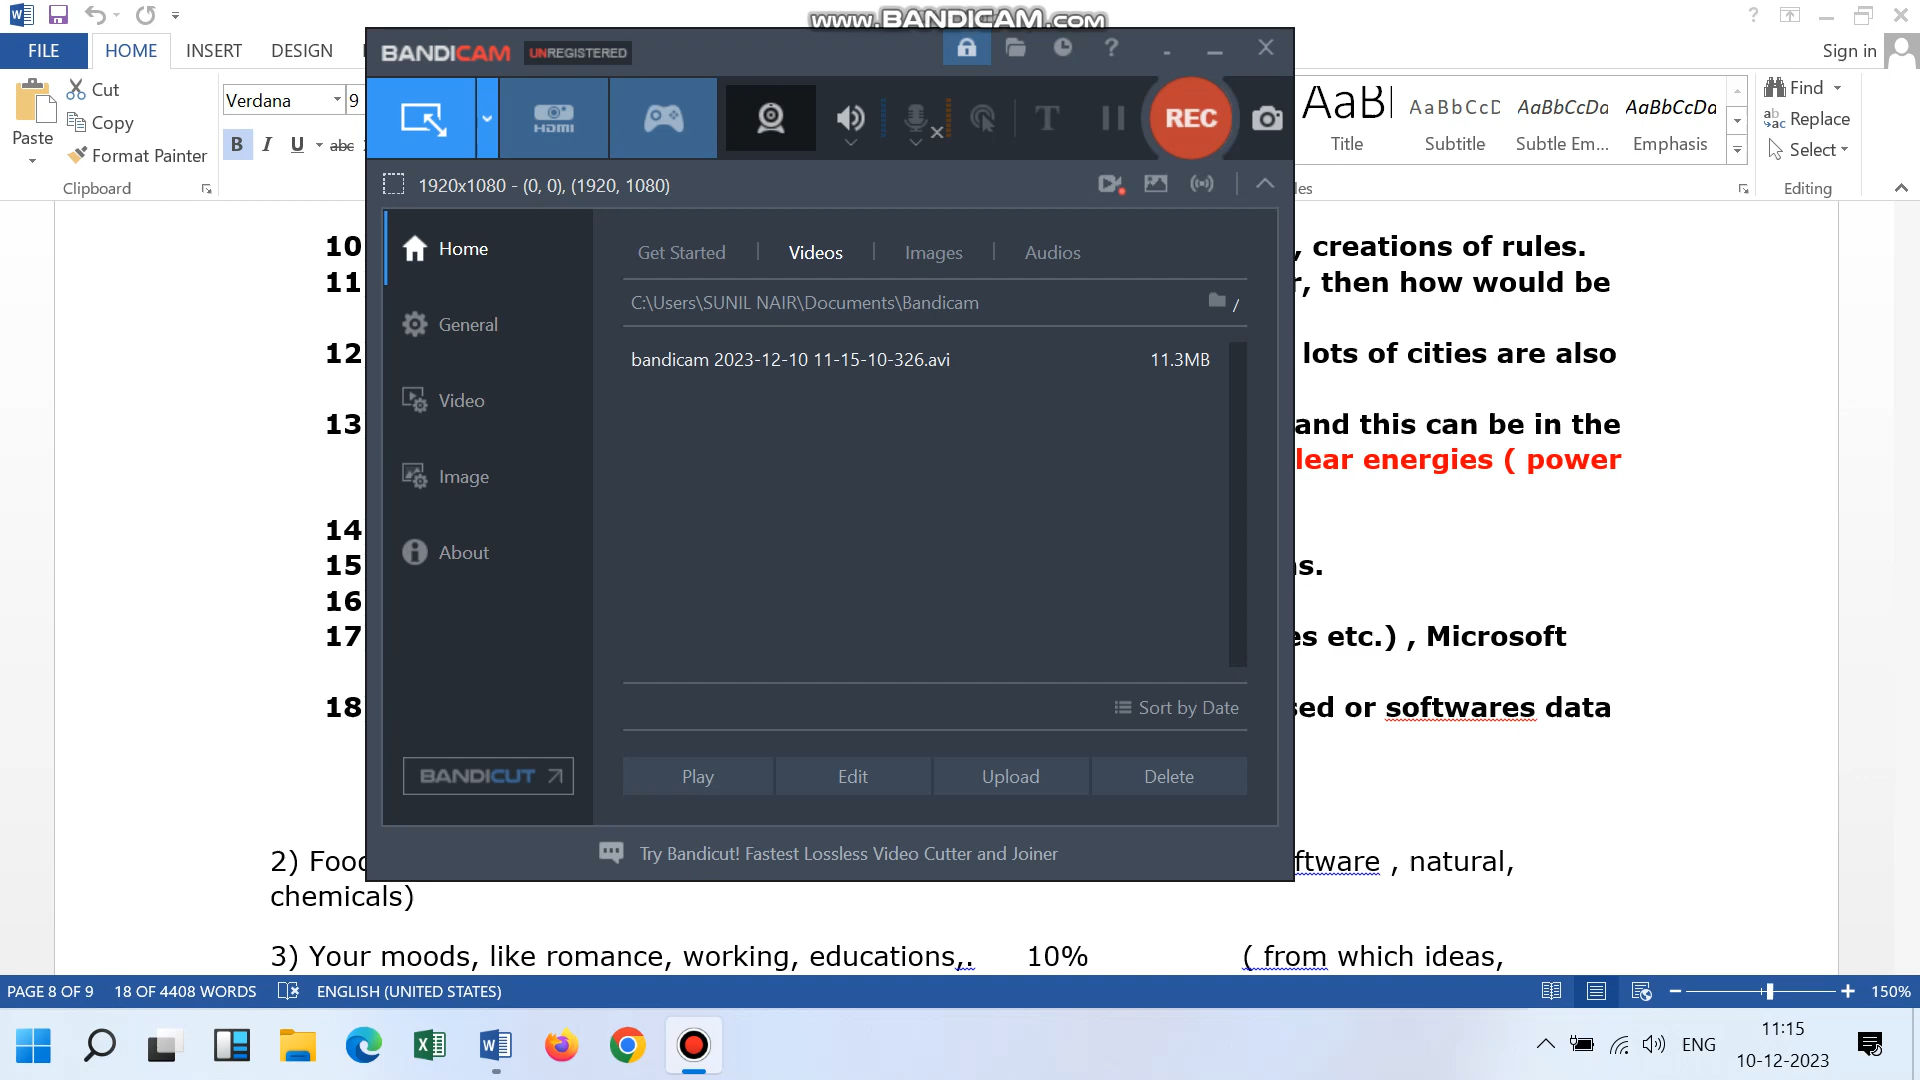 www.BANDICAM.com
FILE HOME INSERT DESIGN
Sign in
Cut
Copy
Format Painter
Paste
Clipboard
Verdana 9
B I U abc
BANDICAM UNREGISTERED
HDMI
T
REC
AaBl AaBbCcD AaBbCcDa AaBbCcDa
Title Subtitle Subtle Em... Emphasis
Find
Replace
Select
Editing
les
1920x1080 - (0, 0), (1920, 1080)
Home
General
Video
Image
About
BANDICUT
Get Started Videos Images Audios
C:\Users\SUNIL NAIR\Documents\Bandicam /
bandicam 2023-12-10 11-15-10-326.avi 11.3MB
Sort by Date
Play Edit Upload Delete
Try Bandicut! Fastest Lossless Video Cutter and Joiner
10 , creations of rules.
11 , then how would be
12 lots of cities are also
13 and this can be in the
lear energies ( power
14
15 s.
16
17 es etc.) , Microsoft
18 sed or softwares data
2) Food ftware , natural,
chemicals)
3) Your moods, like romance, working, educations,. 10% ( from which ideas,
PAGE 8 OF 9 18 OF 4408 WORDS ENGLISH (UNITED STATES) 150%
ENG
11:15
10-12-2023